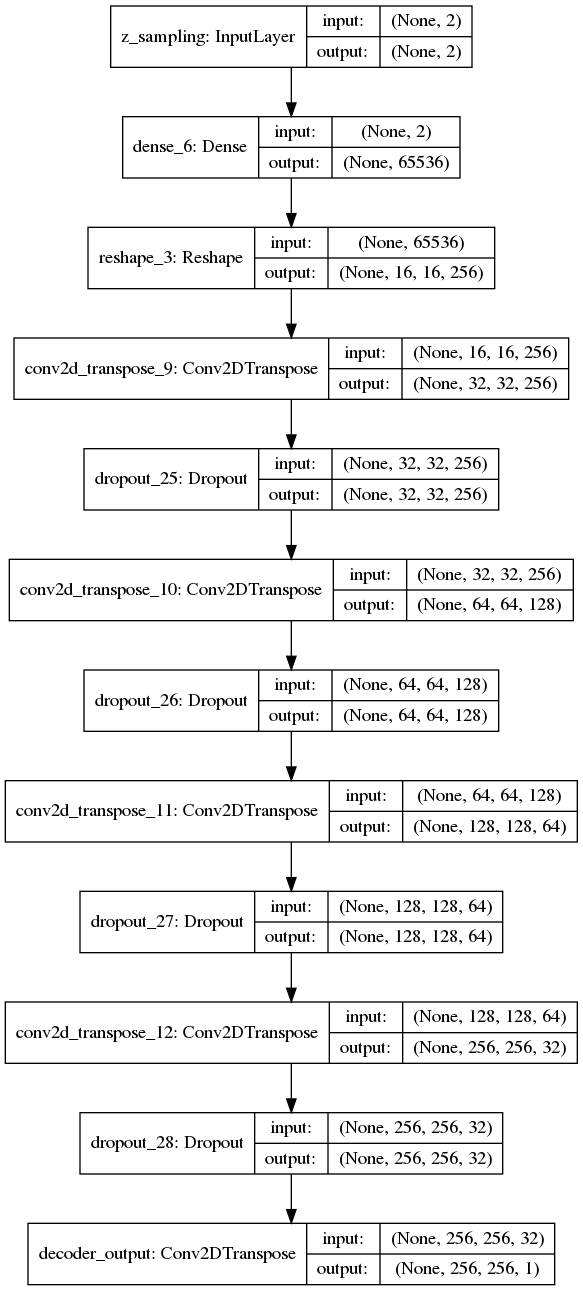 z_sampling: InputLayer
input: (None, 2)
output: (None, 2)
dense_6: Dense
input: (None, 2)
output: (None, 65536)
reshape_3: Reshape
input: (None, 65536)
output: (None, 16, 16, 256)
conv2d_transpose_9: Conv2DTranspose
input: (None, 16, 16, 256)
output: (None, 32, 32, 256)
dropout_25: Dropout
input: (None, 32, 32, 256)
output: (None, 32, 32, 256)
conv2d_transpose_10: Conv2DTranspose
input: (None, 32, 32, 256)
output: (None, 64, 64, 128)
dropout_26: Dropout
input: (None, 64, 64, 128)
output: (None, 64, 64, 128)
conv2d_transpose_11: Conv2DTranspose
input: (None, 64, 64, 128)
output: (None, 128, 128, 64)
dropout_27: Dropout
input: (None, 128, 128, 64)
output: (None, 128, 128, 64)
conv2d_transpose_12: Conv2DTranspose
input: (None, 128, 128, 64)
output: (None, 256, 256, 32)
dropout_28: Dropout
input: (None, 256, 256, 32)
output: (None, 256, 256, 32)
decoder_output: Conv2DTranspose
input: (None, 256, 256, 32)
output: (None, 256, 256, 1)